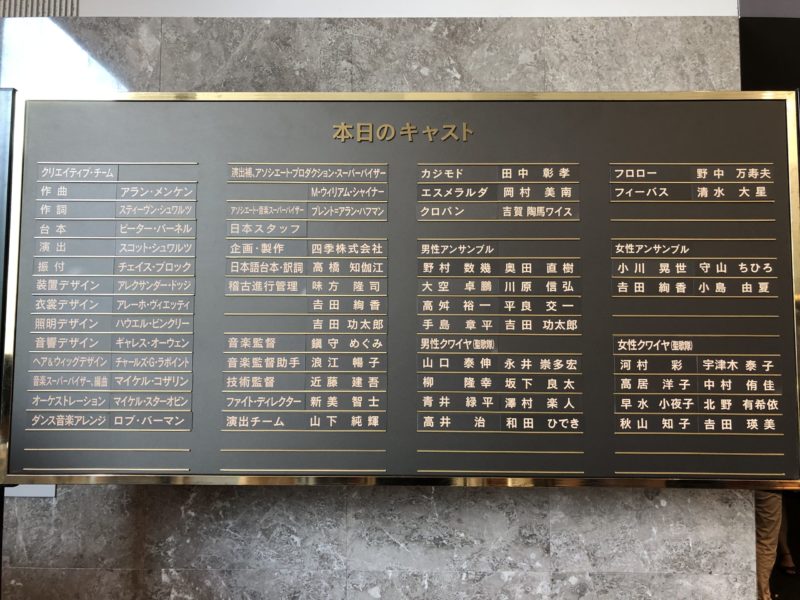 本日のキャスト
クリエイティブ・チーム
作曲 アラン・メンケン
作詞 スティーヴン・シュワルツ
台本 ピーター・パーネル
演出 スコット・シュワルツ
振付 チェイス・ブロック
装置デザイン アレクサンダー・ドッジ
衣裳デザイン アレーホ・ヴィエッティ
照明デザイン ハウエル・ビンクリー
音響デザイン ギャレス・オーウェン
ヘア&ウィッグデザイン チャールズ・G・ラポイント
音楽スーパーバイザー、編曲 マイケル・コザリン
オーケストレーション マイケル・スターオビン
ダンス音楽アレンジ ロブ・バーマン
演出補、アソシエート・プロダクション・スーパーバイザー
M・ウィリアム・シャイナー
アソシエート・音楽スーパーバイザー ブレント=アラン・ハフマン
日本スタッフ
企画・製作 四季株式会社
日本語台本・訳詞 高橋 知伽江
稽古進行管理 味方 隆司
吉田 絢香
吉田 功太郎
音楽監督 鎮守 めぐみ
音楽監督助手 浪江 暢子
技術監督 近藤 建吾
ファイト・ディレクター 新美 智士
演出チーム 山下 純輝
カジモド 田中 彰孝
エスメラルダ 岡村 美南
クロパン 吉賀 陶馬ワイス
男性アンサンブル
野村 数幾 奥田 直樹
大空 卓鵬 川原 信弘
高舛 裕一 平良 交一
手島 章平 吉田 功太郎
男性クワイヤ(聖歌隊)
山口 泰伸 永井 崇多宏
柳 隆幸 坂下 良太
青井 緑平 澤村 楽人
高井 治 和田 ひでき
フロロー 野中 万寿夫
フィーバス 清水 大星
女性アンサンブル
小川 晃世 守山 ちひろ
吉田 絢香 小島 由夏
女性クワイヤ(聖歌隊)
河村 彩 宇津木 泰子
高居 洋子 中村 侑佳
早水 小夜子 北野 有希依
秋山 知子 吉田 瑛美